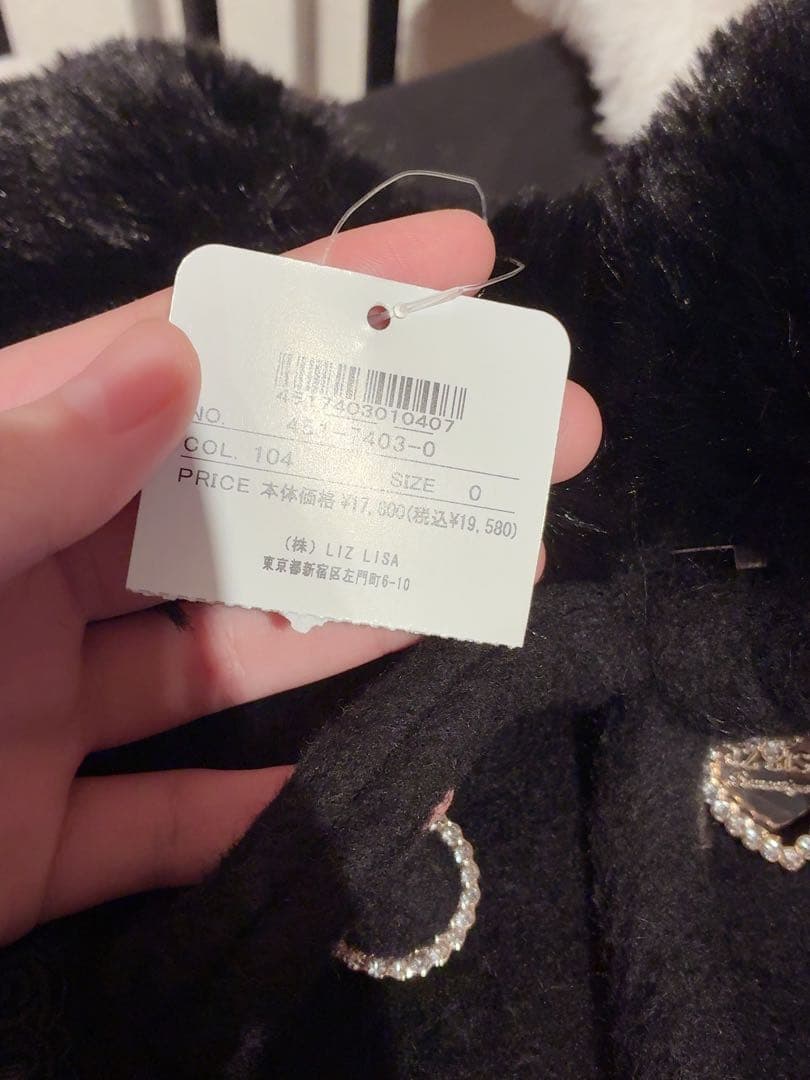 4517403010407
NO. 451-7403-0
COL. 104 SIZE 0
PRICE 本体価格 ¥17,800(税込¥19,580)
(株) LIZ LISA
東京都新宿区左門町6-10